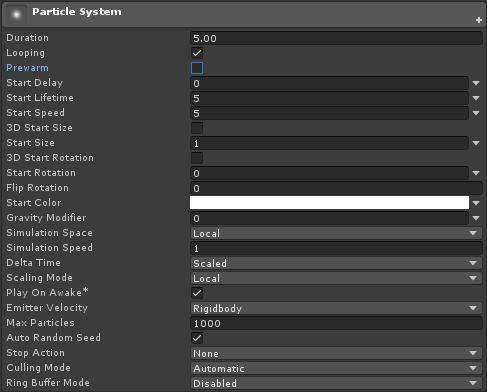 Particle System
+
Duration 5.00
Looping
Prewarm
Start Delay 0
Start Lifetime 5
Start Speed 5
3D Start Size
Start Size 1
3D Start Rotation
Start Rotation 0
Flip Rotation 0
Start Color
Gravity Modifier 0
Simulation Space Local
Simulation Speed 1
Delta Time Scaled
Scaling Mode Local
Play On Awake*
Emitter Velocity Rigidbody
Max Particles 1000
Auto Random Seed
Stop Action None
Culling Mode Automatic
Ring Buffer Mode Disabled